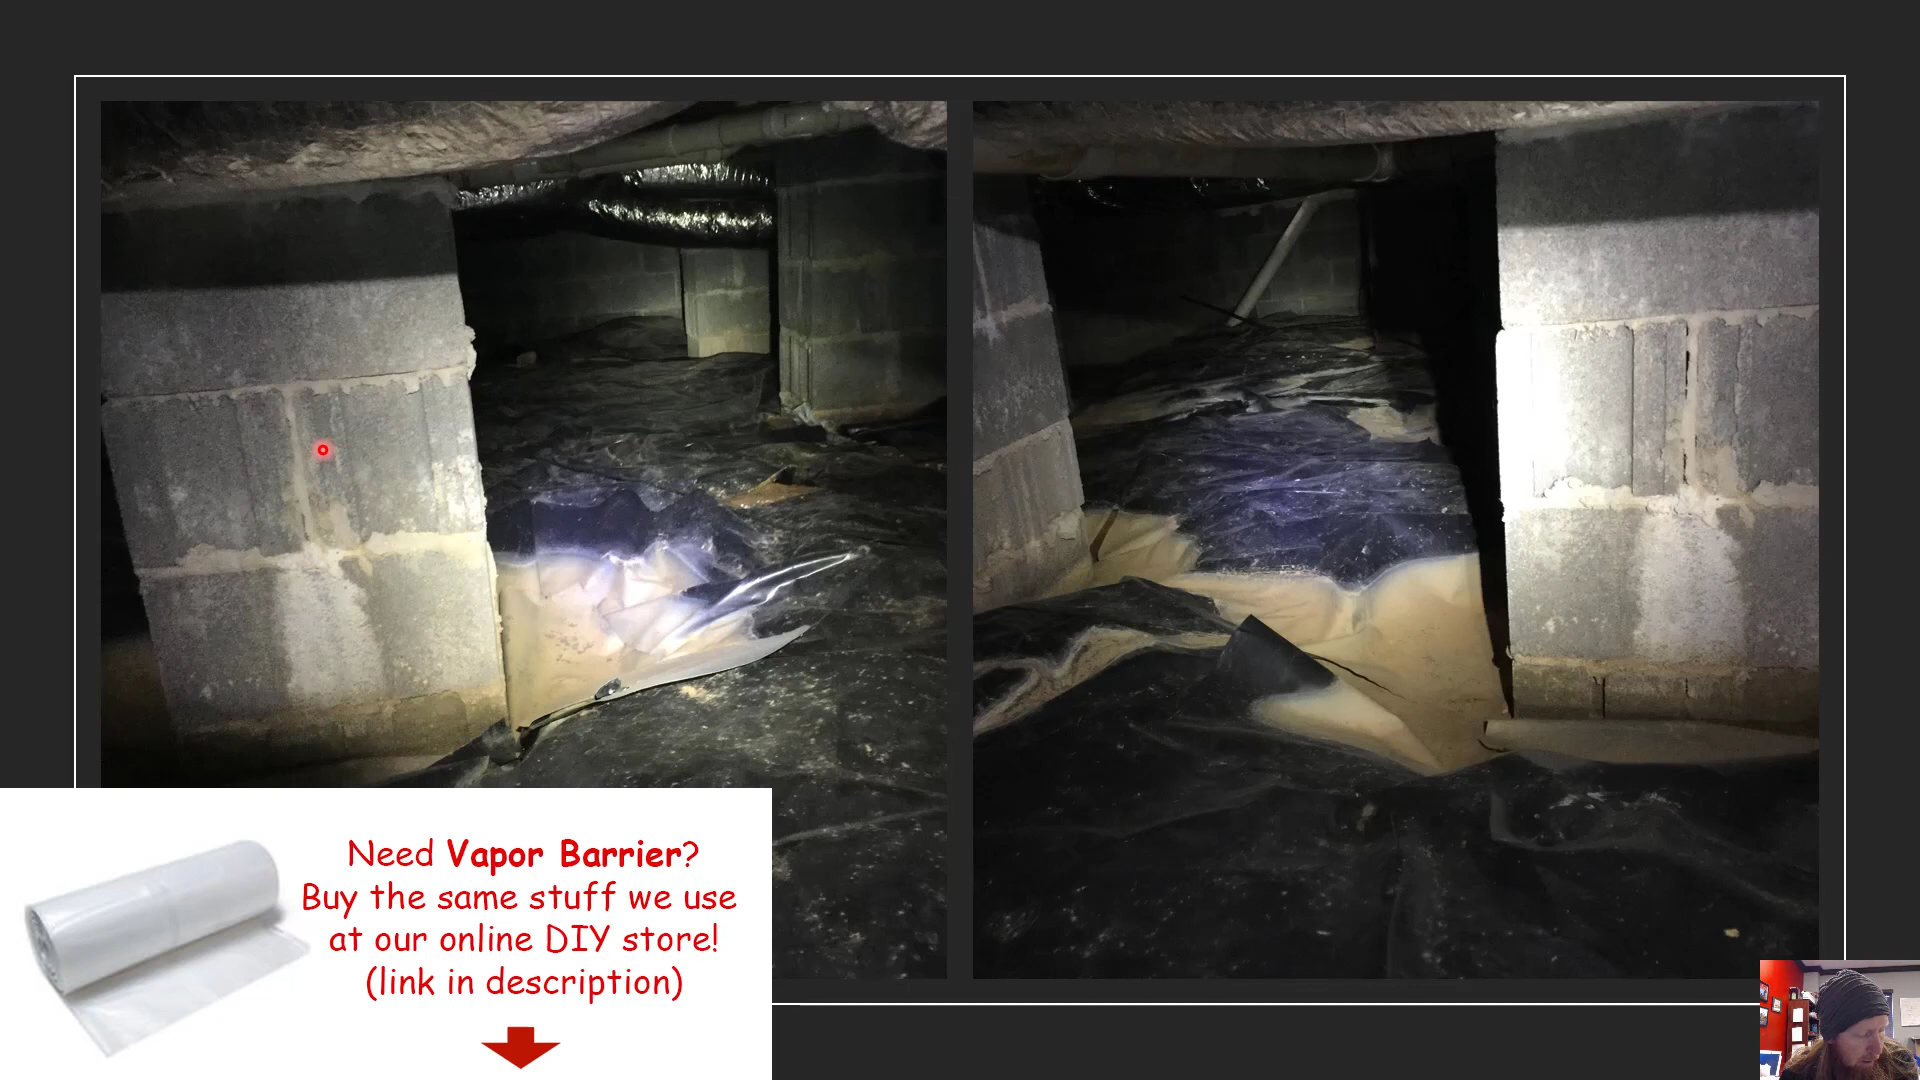 Need Vapor Barrier?
Buy the same stuff we use
at our online DIY store!
(link in description)